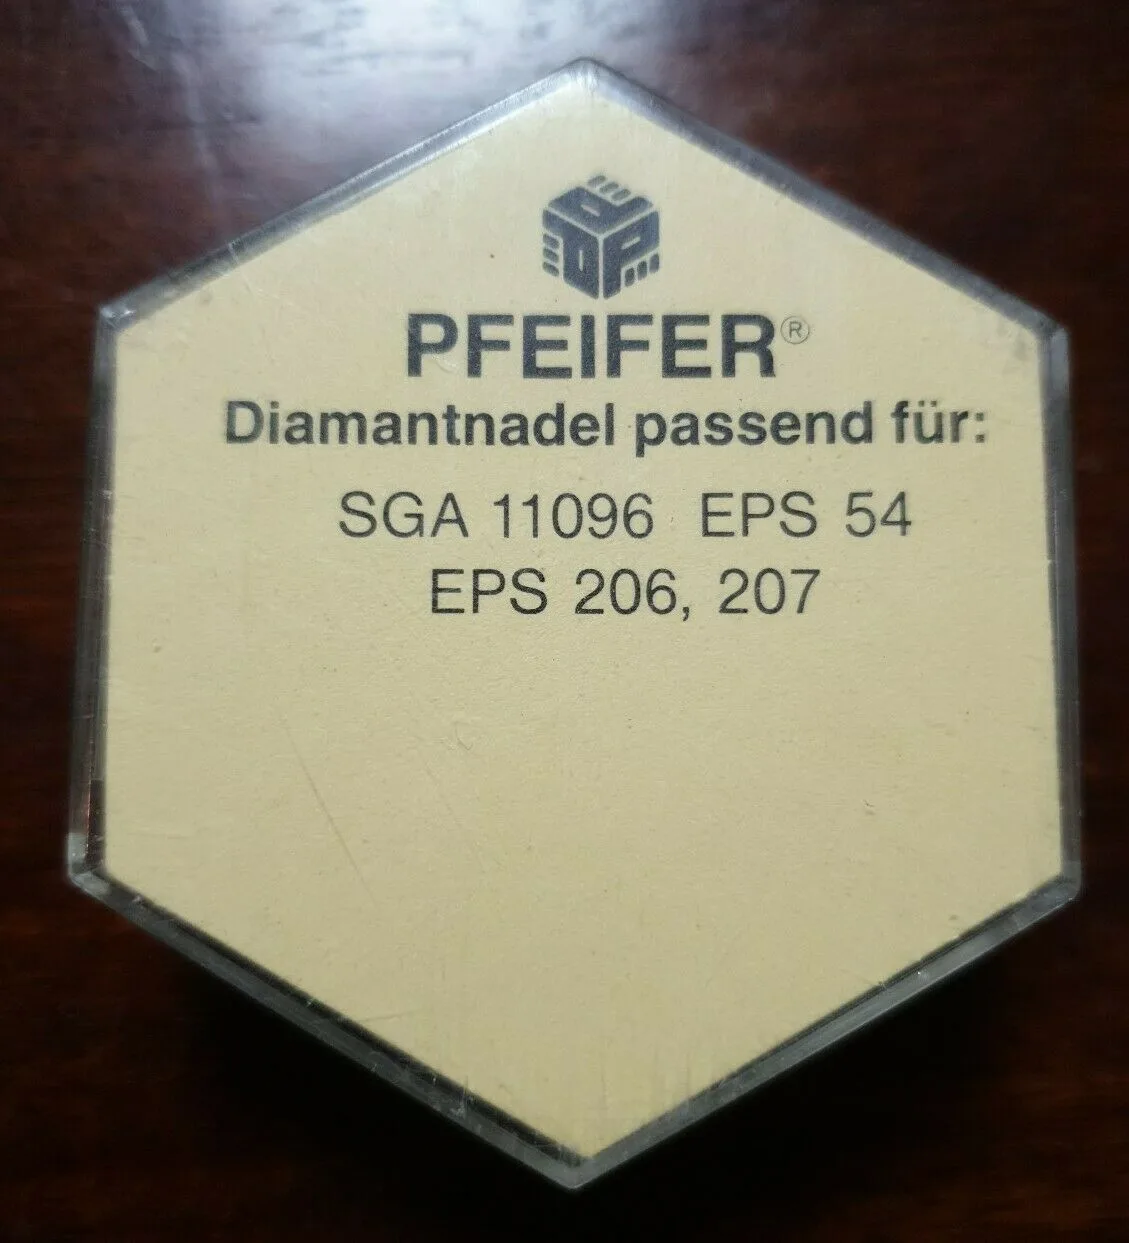 PFEIFER®
Diamantnadel passend für:
SGA 11096 EPS 54
EPS 206, 207